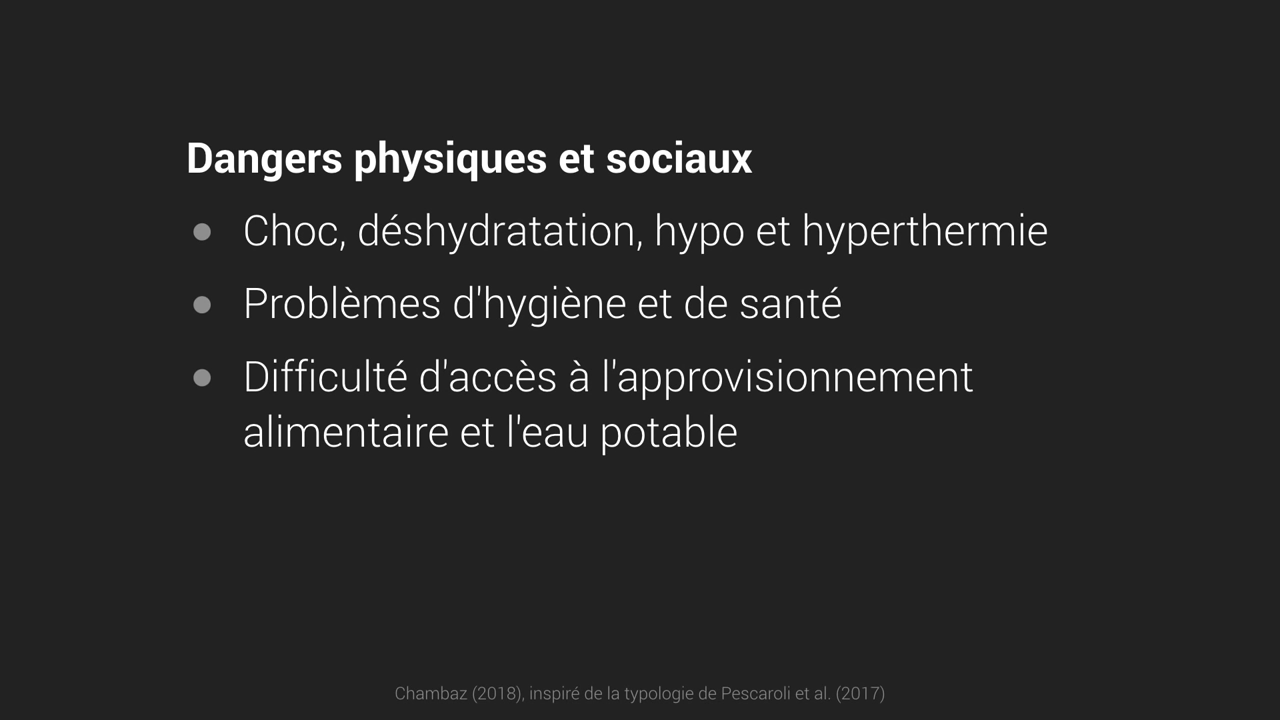 Dangers physiques et sociaux
● Choc, déshydratation, hypo et hyperthermie
● Problèmes d'hygiène et de santé
● Difficulté d'accès à l'approvisionnement
alimentaire et l'eau potable
Chambaz (2018), inspiré de la typologie de Pescaroli et al. (2017)